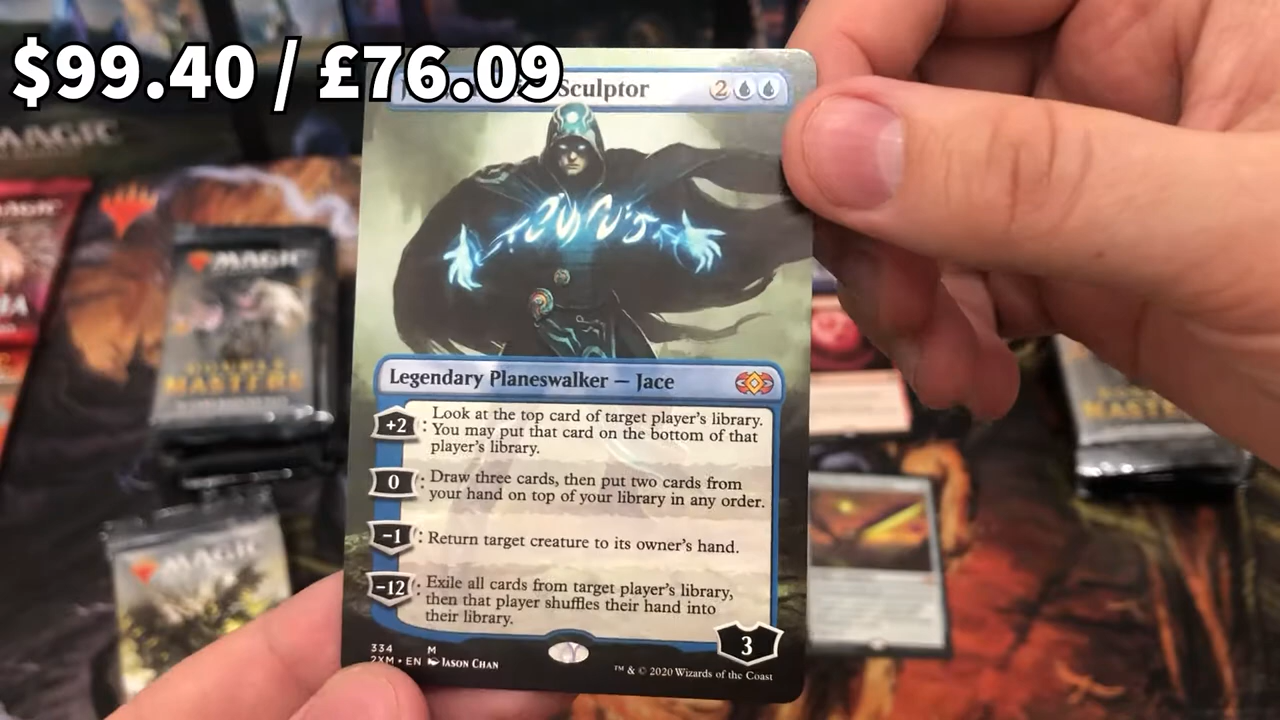 $99.40 / £76.09
Sculptor 2
MAGIC
MAGIC
MAGIC
MASTERS
MASTERS
MAGIC
Legendary Planeswalker — Jace
+2: Look at the top card of target player's library.
You may put that card on the bottom of that
player's library.
0: Draw three cards, then put two cards from
your hand on top of your library in any order.
-1: Return target creature to its owner's hand.
-12: Exile all cards from target player's library,
then that player shuffles their hand into
their library.
3
334 M
2XM • EN JASON CHAN
™ & © 2020 Wizards of the Coast